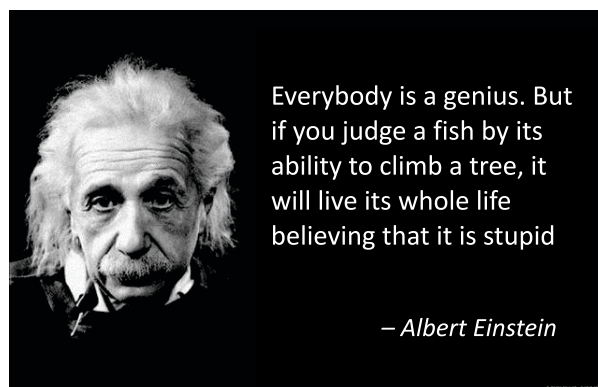 Everybody is a genius. But
if you judge a fish by its
ability to climb a tree, it
will live its whole life
believing that it is stupid
– Albert Einstein